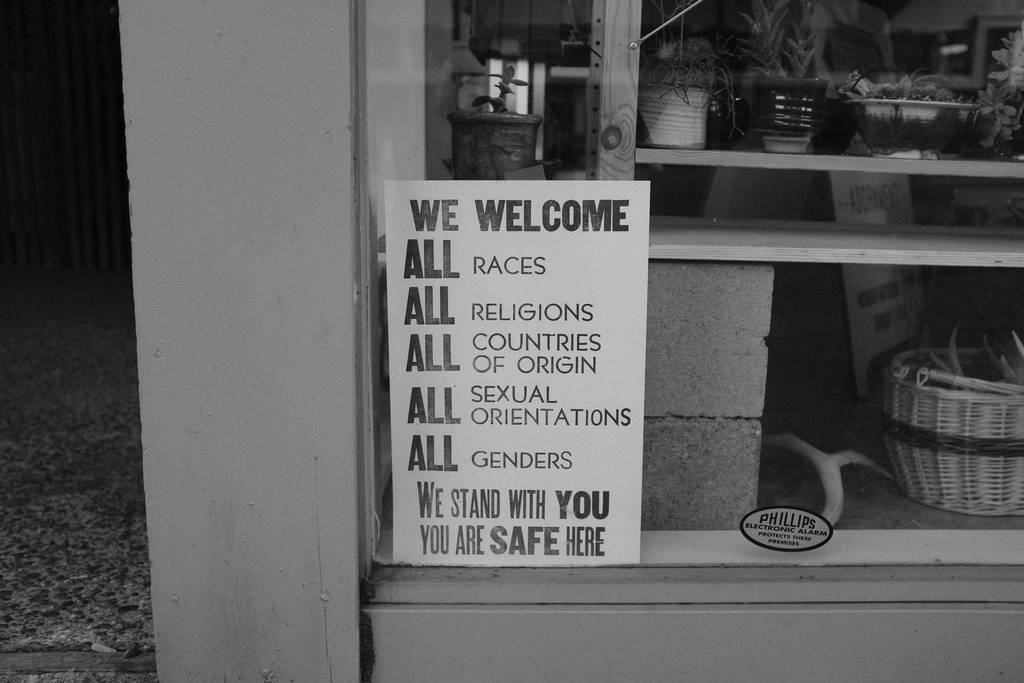 WE WELCOME
ALL RACES
ALL RELIGIONS
ALL COUNTRIES
OF ORIGIN
ALL SEXUAL
ORIENTATIONS
ALL GENDERS
WE STAND WITH YOU
YOU ARE SAFE HERE
ADORNMENT
PHILLIPS
ELECTRONIC ALARM
PROTECTS THESE
PREMISES